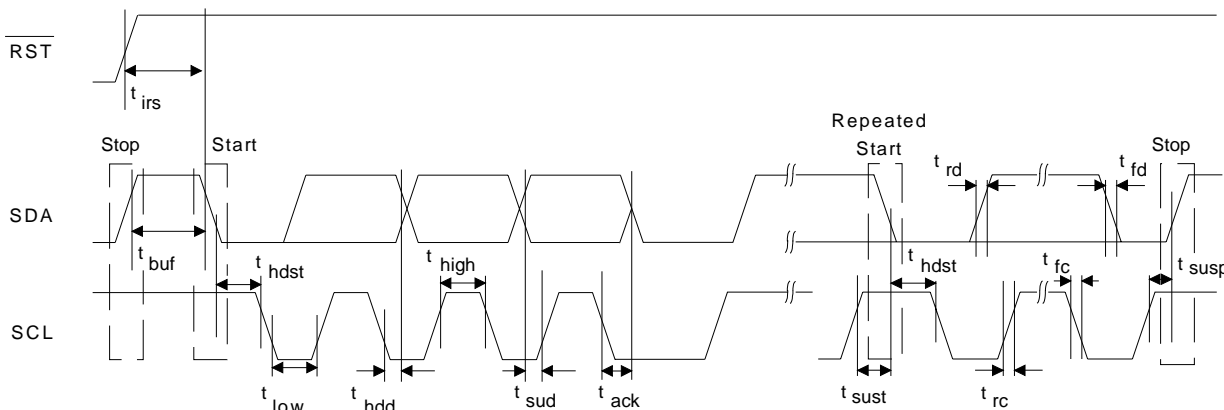 RST
t irs
Stop
Start
Repeated
Start
Stop
t rd
t fd
SDA
t buf
t hdst
t high
t hdst
t fc
t susp
SCL
t low
t hdd
t sud
t ack
t sust
t rc